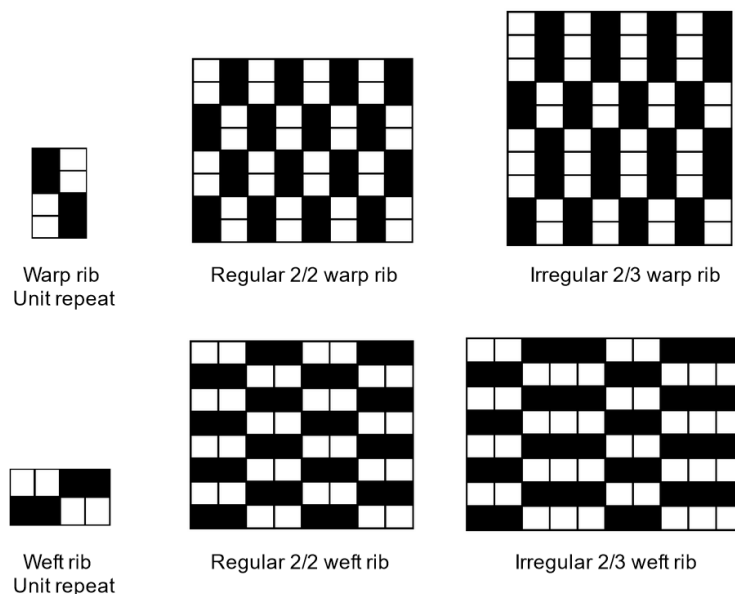 Warp rib
Unit repeat
Regular 2/2 warp rib
Irregular 2/3 warp rib
Weft rib
Unit repeat
Regular 2/2 weft rib
Irregular 2/3 weft rib